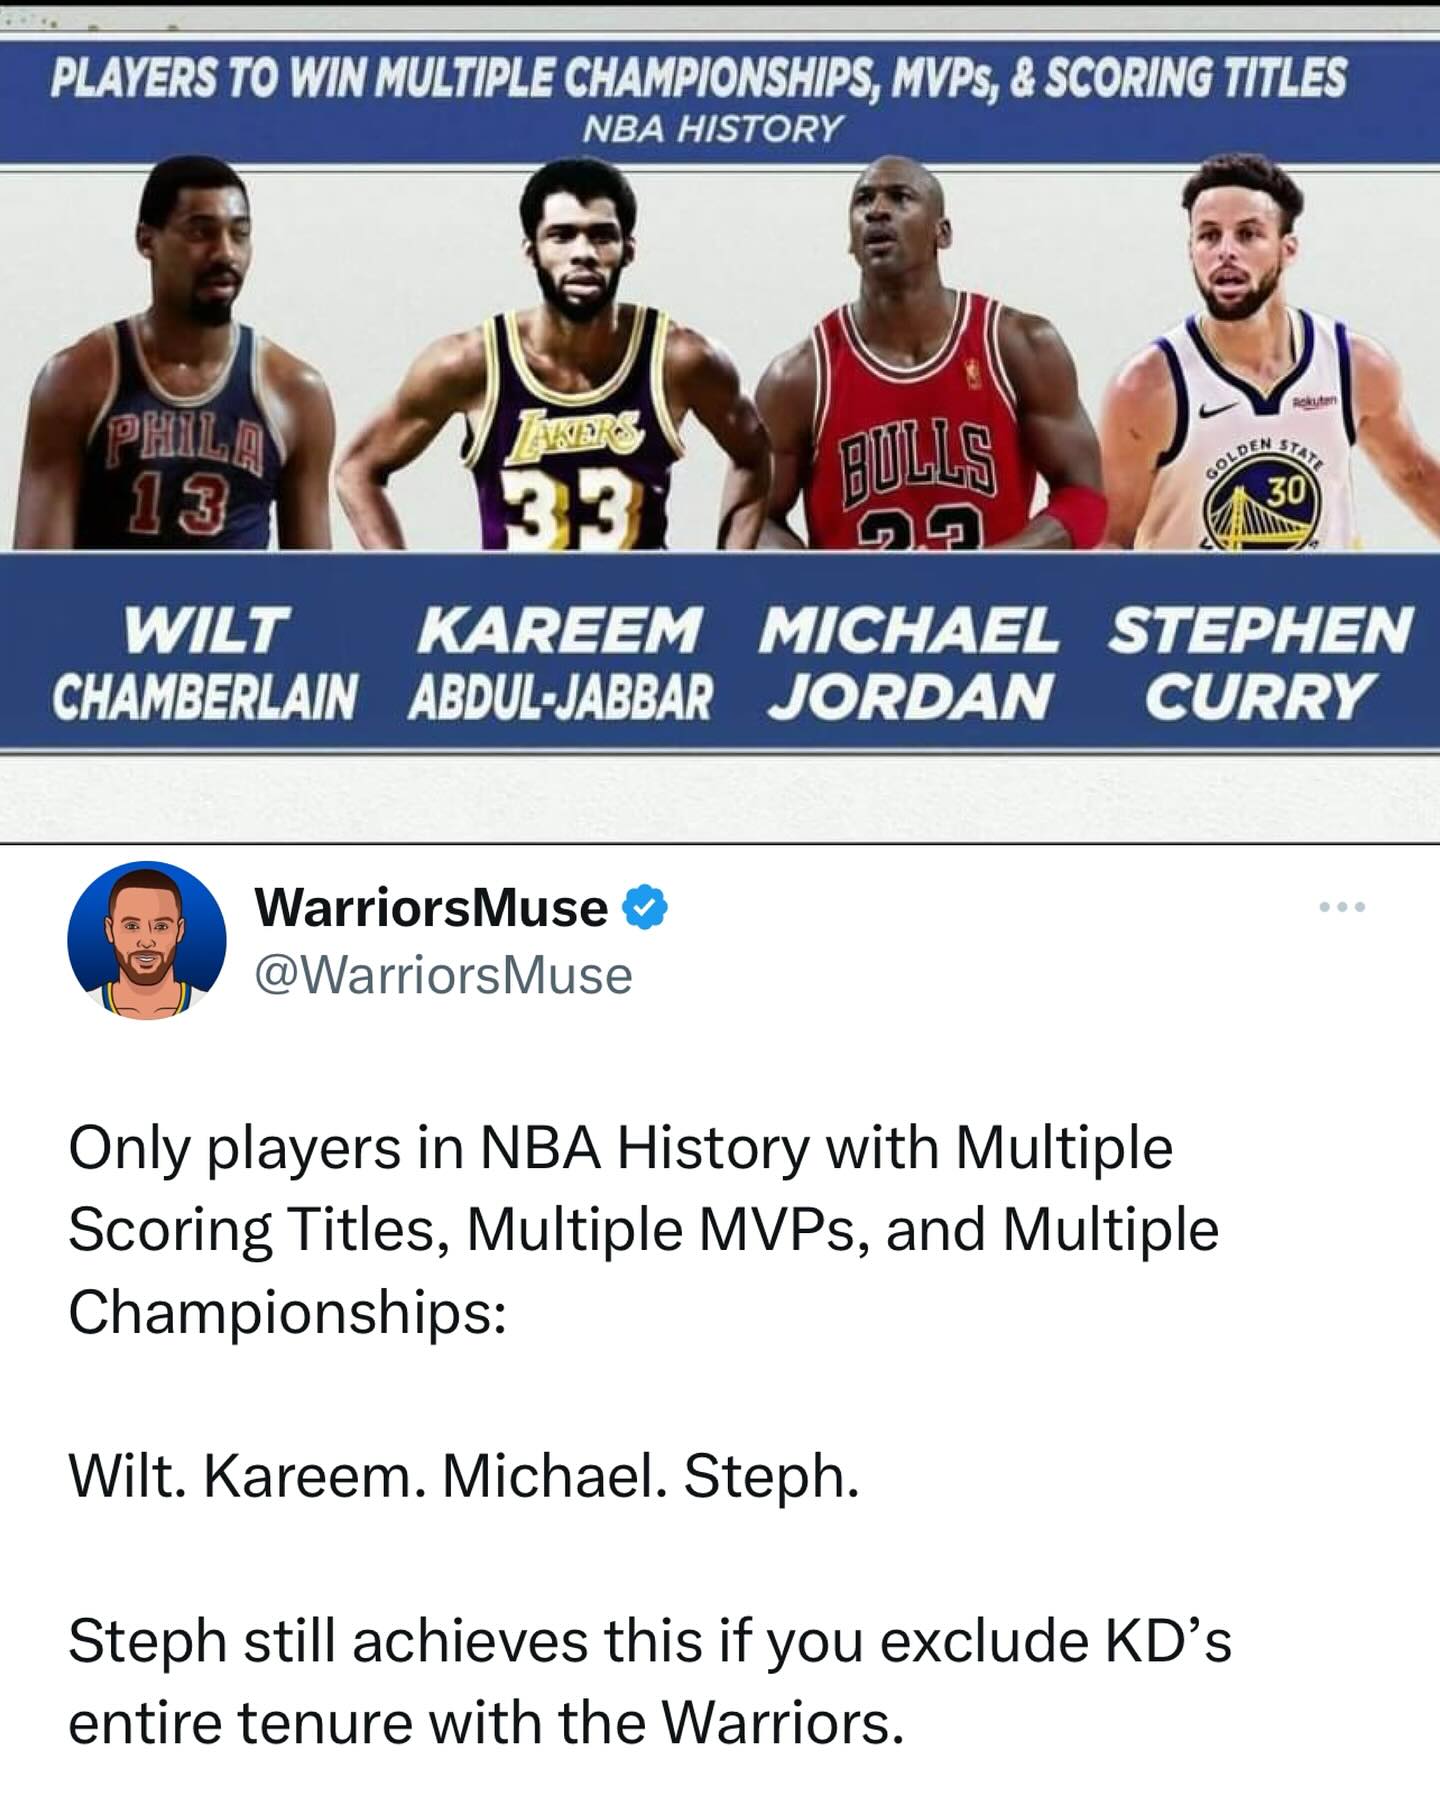 PLAYERS TO WIN MULTIPLE CHAMPIONSHIPS, MVPs, & SCORING TITLES
NBA HISTORY
PHILA
13
LAKERS
33
BULLS
23
Rakuten
GOLDEN STATE
30
WILT
CHAMBERLAIN
KAREEM
ABDUL-JABBAR
MICHAEL
JORDAN
STEPHEN
CURRY
WarriorsMuse
@WarriorsMuse
Only players in NBA History with Multiple
Scoring Titles, Multiple MVPs, and Multiple
Championships:
Wilt. Kareem. Michael. Steph.
Steph still achieves this if you exclude KD’s
entire tenure with the Warriors.